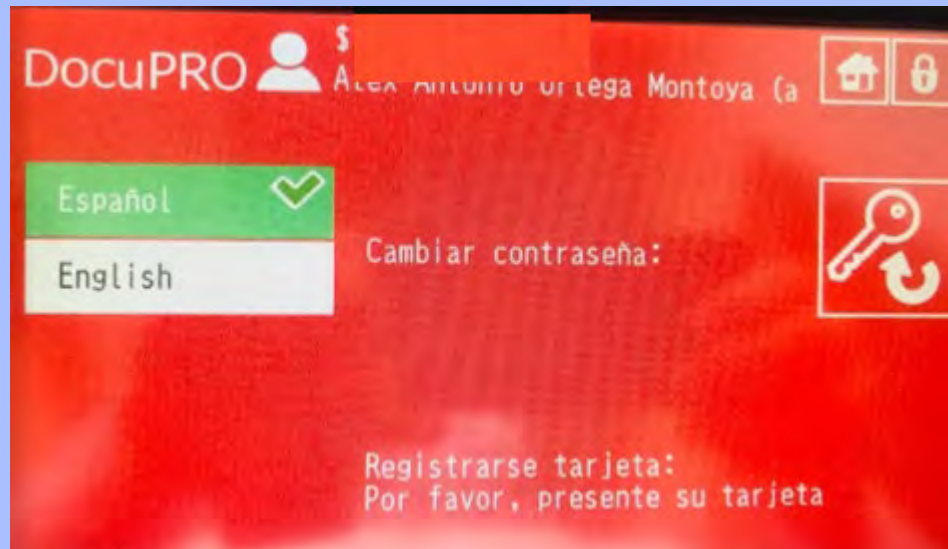 DocuPRO
$
Alex Antonio Ortega Montoya (a
Español
English
Cambiar contraseña:
Registrarse tarjeta:
Por favor, presente su tarjeta